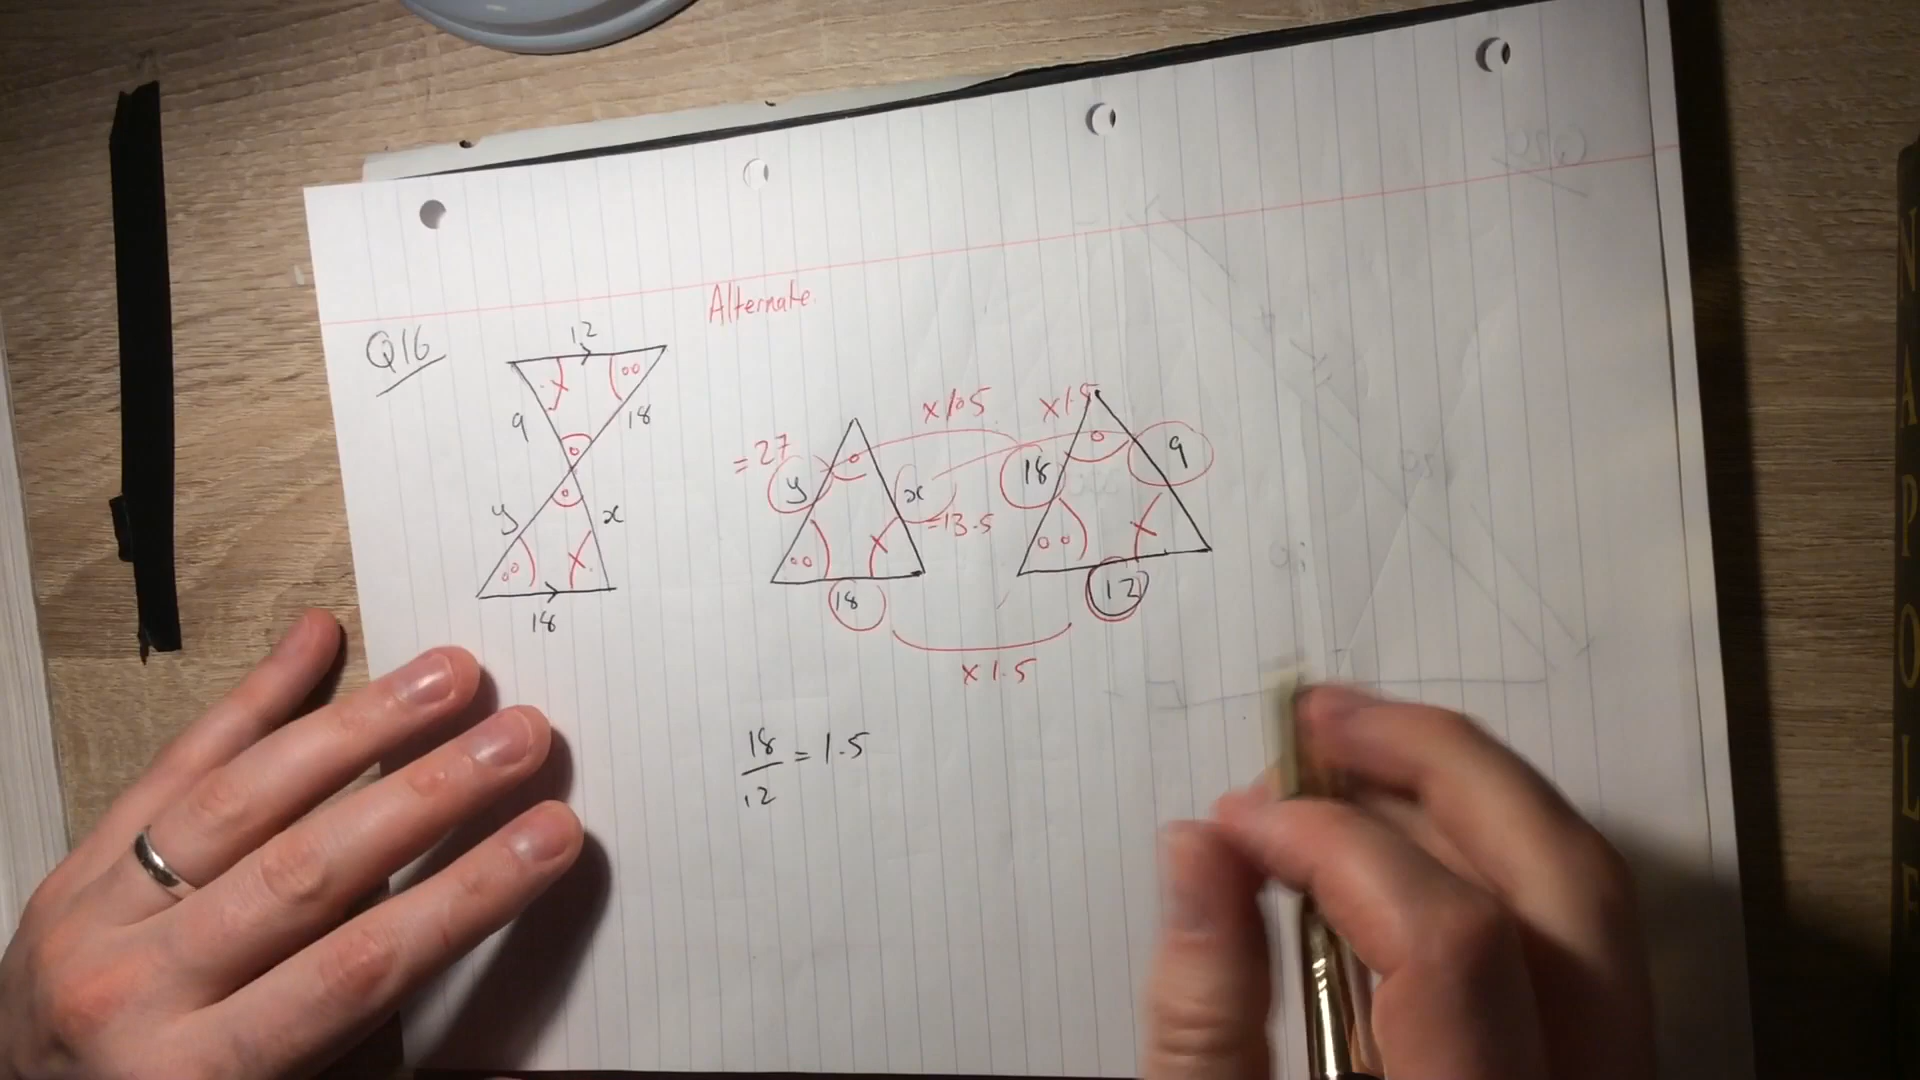 Alternate.
Q16
12
9
18
y
x
18
x 1.5
x 1.5
= 27
y
x
= 13.5
18
18
9
12
x 1.5
18
12
= 1.5
NAPOLE